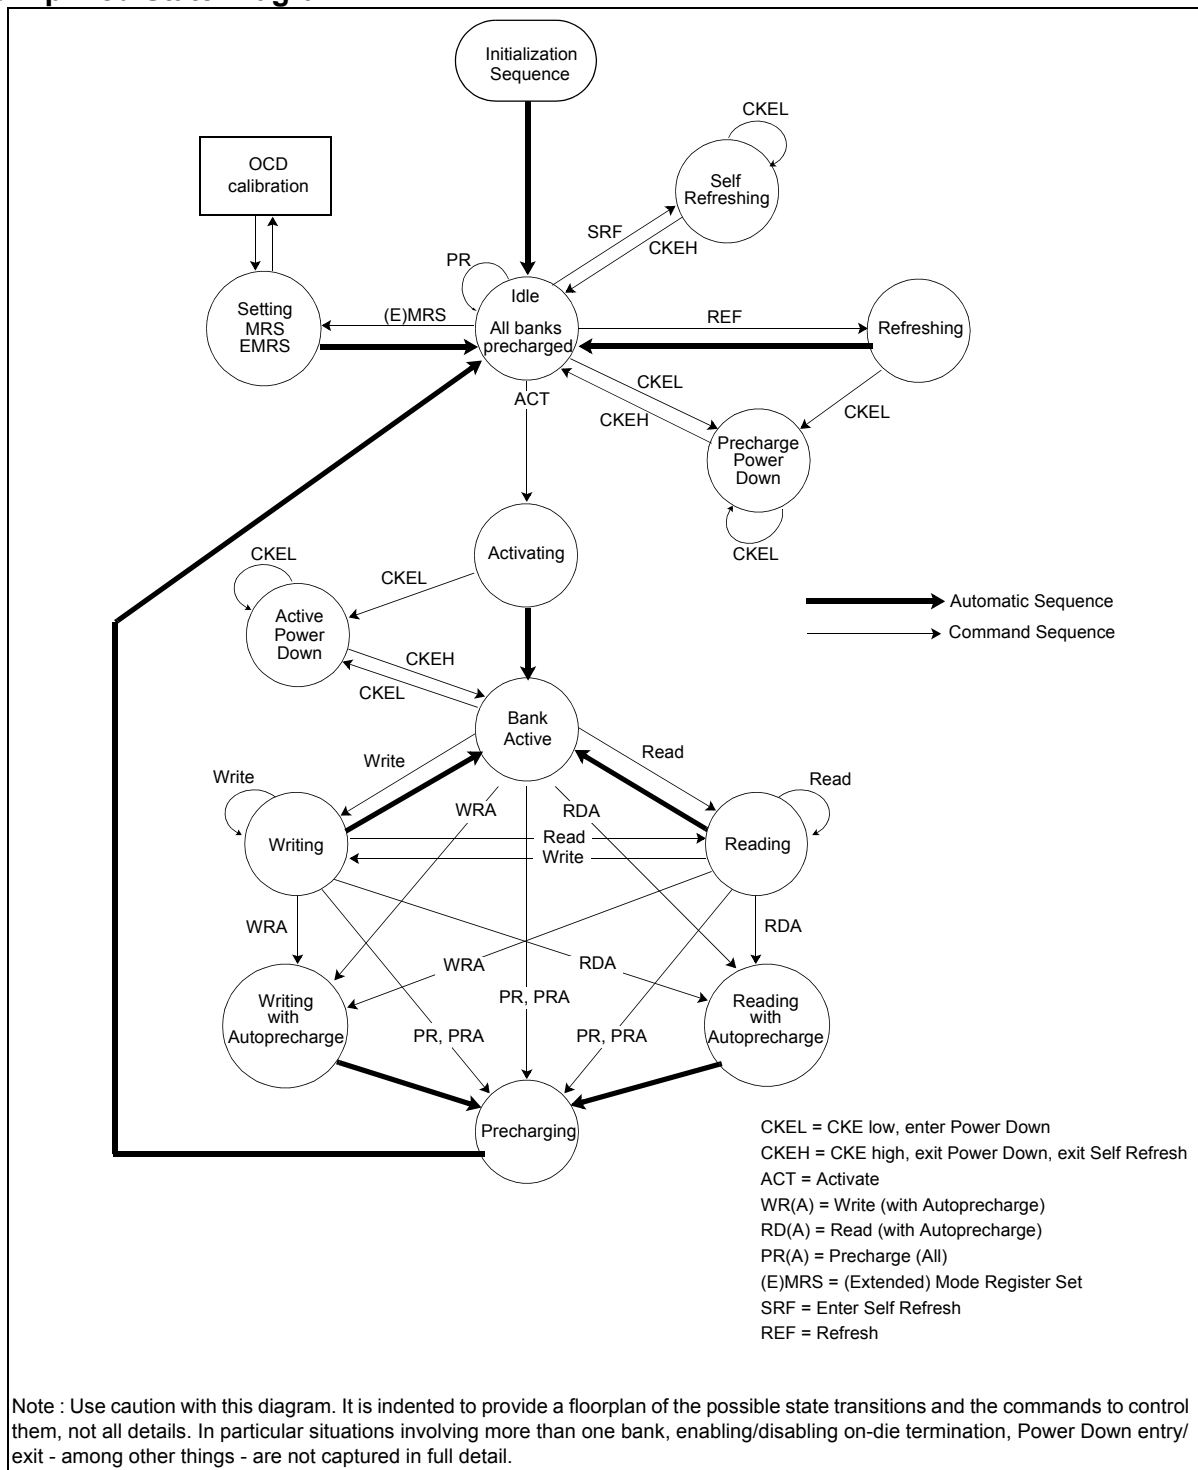 Initialization
Sequence
CKEL
OCD
calibration
Self
Refreshing
SRF
CKEH
PR
Idle
Setting
MRS
EMRS
(E)MRS
All banks
precharged
REF
Refreshing
CKEL
ACT
CKEH
CKEL
Precharge
Power
Down
CKEL
Activating
CKEL
CKEL
Active
Power
Down
Automatic Sequence
Command Sequence
CKEH
CKEL
Bank
Active
Write
Read
Write
Read
WRA
RDA
Writing
Read
Write
Reading
WRA
RDA
WRA
RDA
Writing
with
Autoprecharge
PR, PRA
Reading
with
Autoprecharge
PR, PRA
PR, PRA
Precharging
CKEL = CKE low, enter Power Down
CKEH = CKE high, exit Power Down, exit Self Refresh
ACT = Activate
WR(A) = Write (with Autoprecharge)
RD(A) = Read (with Autoprecharge)
PR(A) = Precharge (All)
(E)MRS = (Extended) Mode Register Set
SRF = Enter Self Refresh
REF = Refresh
Note : Use caution with this diagram. It is indented to provide a floorplan of the possible state transitions and the commands to control
them, not all details. In particular situations involving more than one bank, enabling/disabling on-die termination, Power Down entry/
exit - among other things - are not captured in full detail.